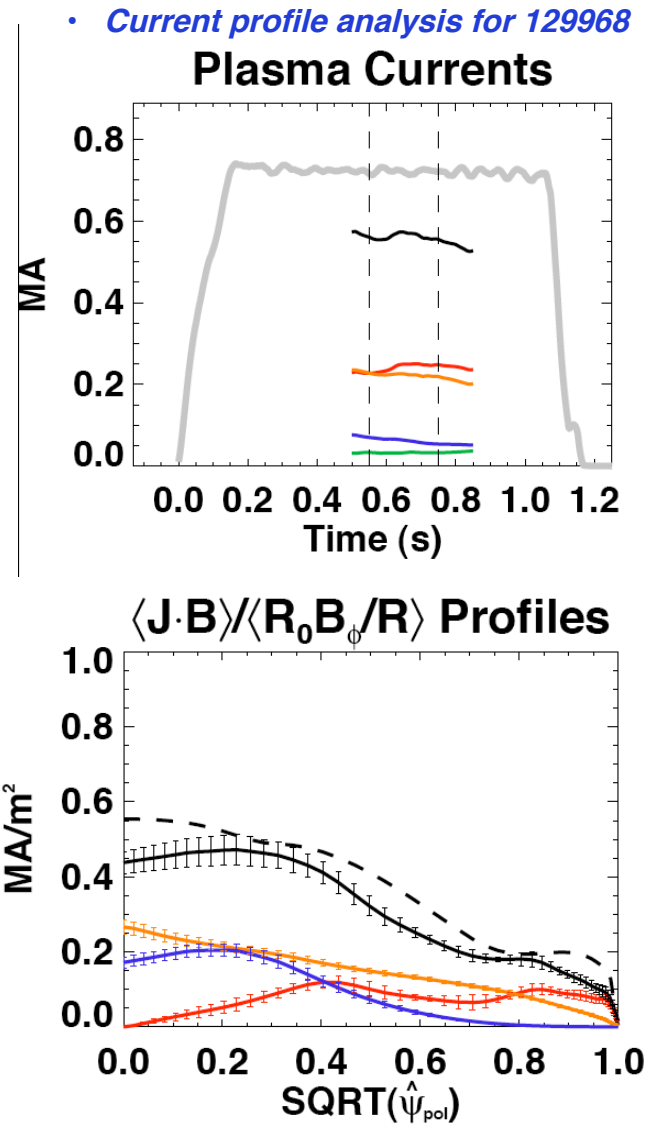 • Current profile analysis for 129968
Plasma Currents
0.8
0.6
0.4
0.2
0.0
MA
0.0 0.2 0.4 0.6 0.8 1.0 1.2
Time (s)
⟨J·B⟩/⟨R₀Bϕ/R⟩ Profiles
1.0
0.8
0.6
0.4
0.2
0.0
MA/m²
0.0 0.2 0.4 0.6 0.8 1.0
SQRT(ψ̂pol)